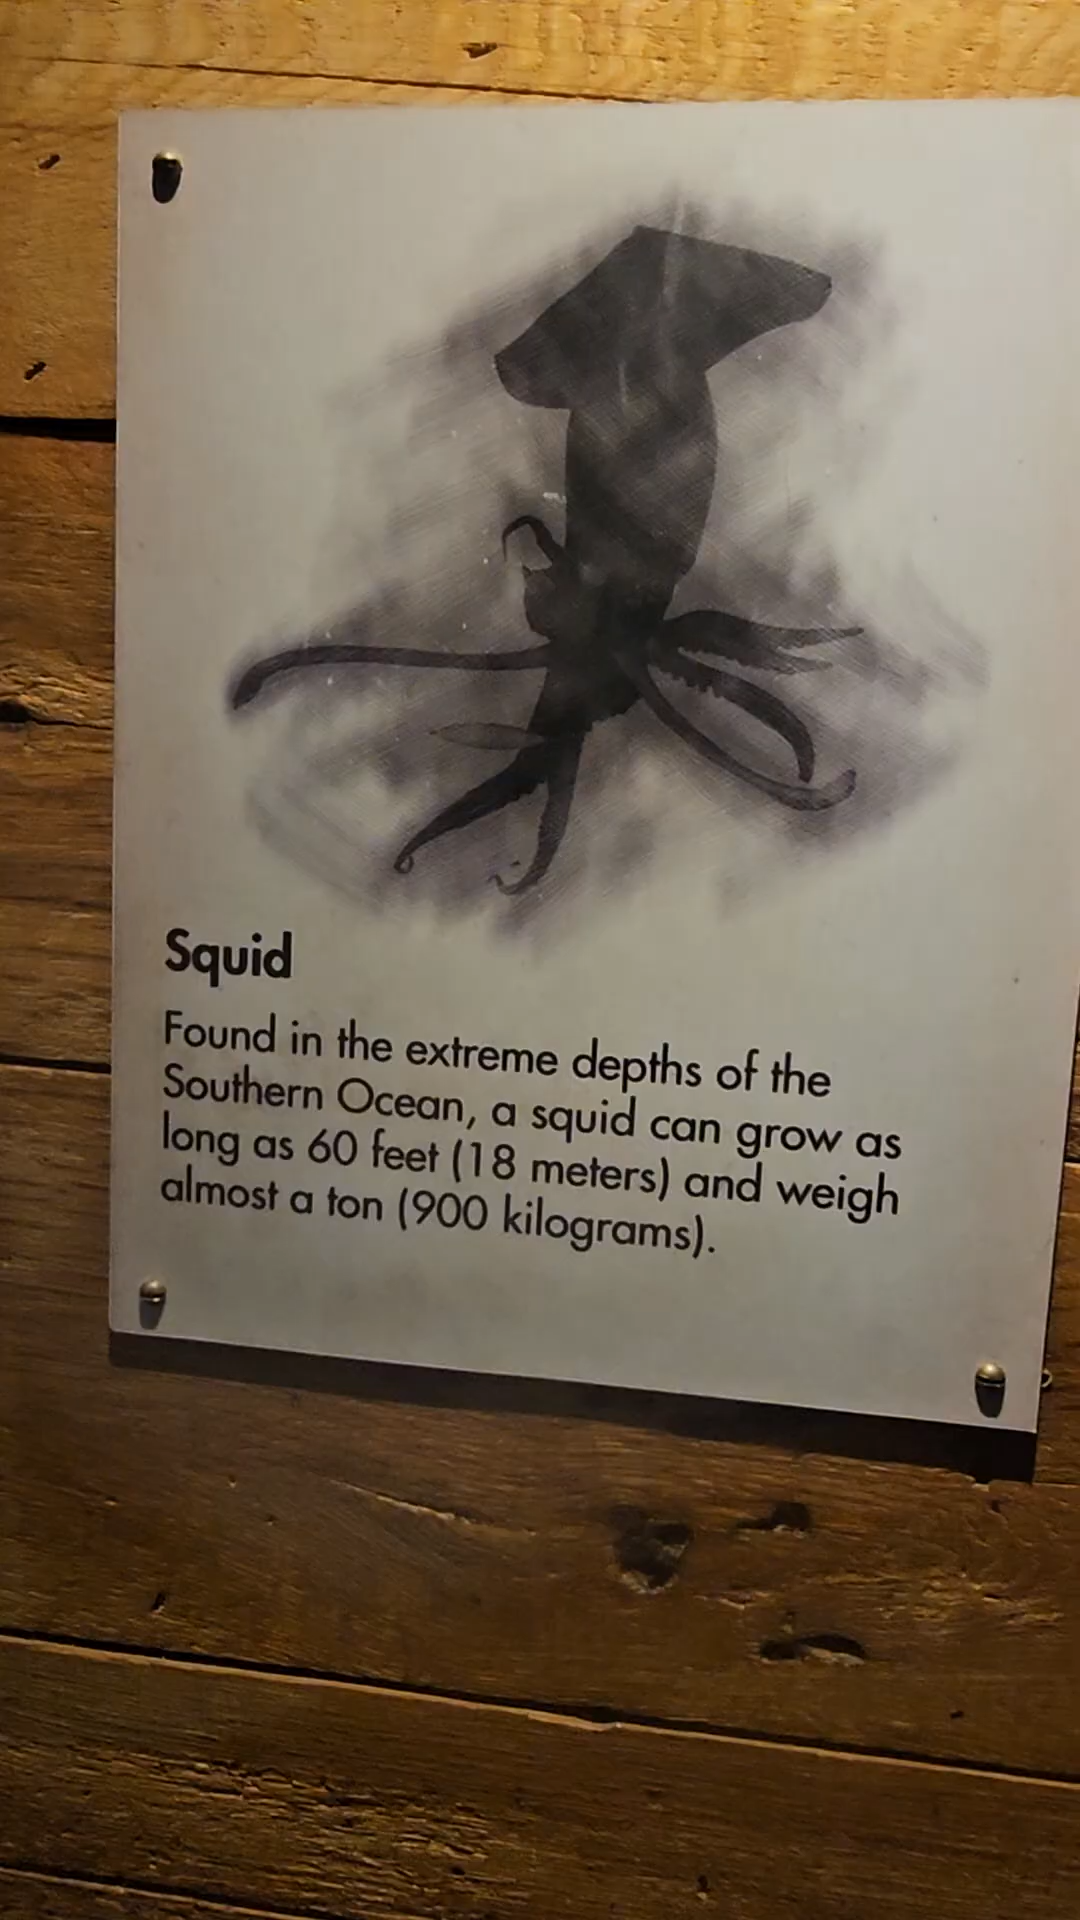 Squid
Found in the extreme depths of the
Southern Ocean, a squid can grow as
long as 60 feet (18 meters) and weigh
almost a ton (900 kilograms).